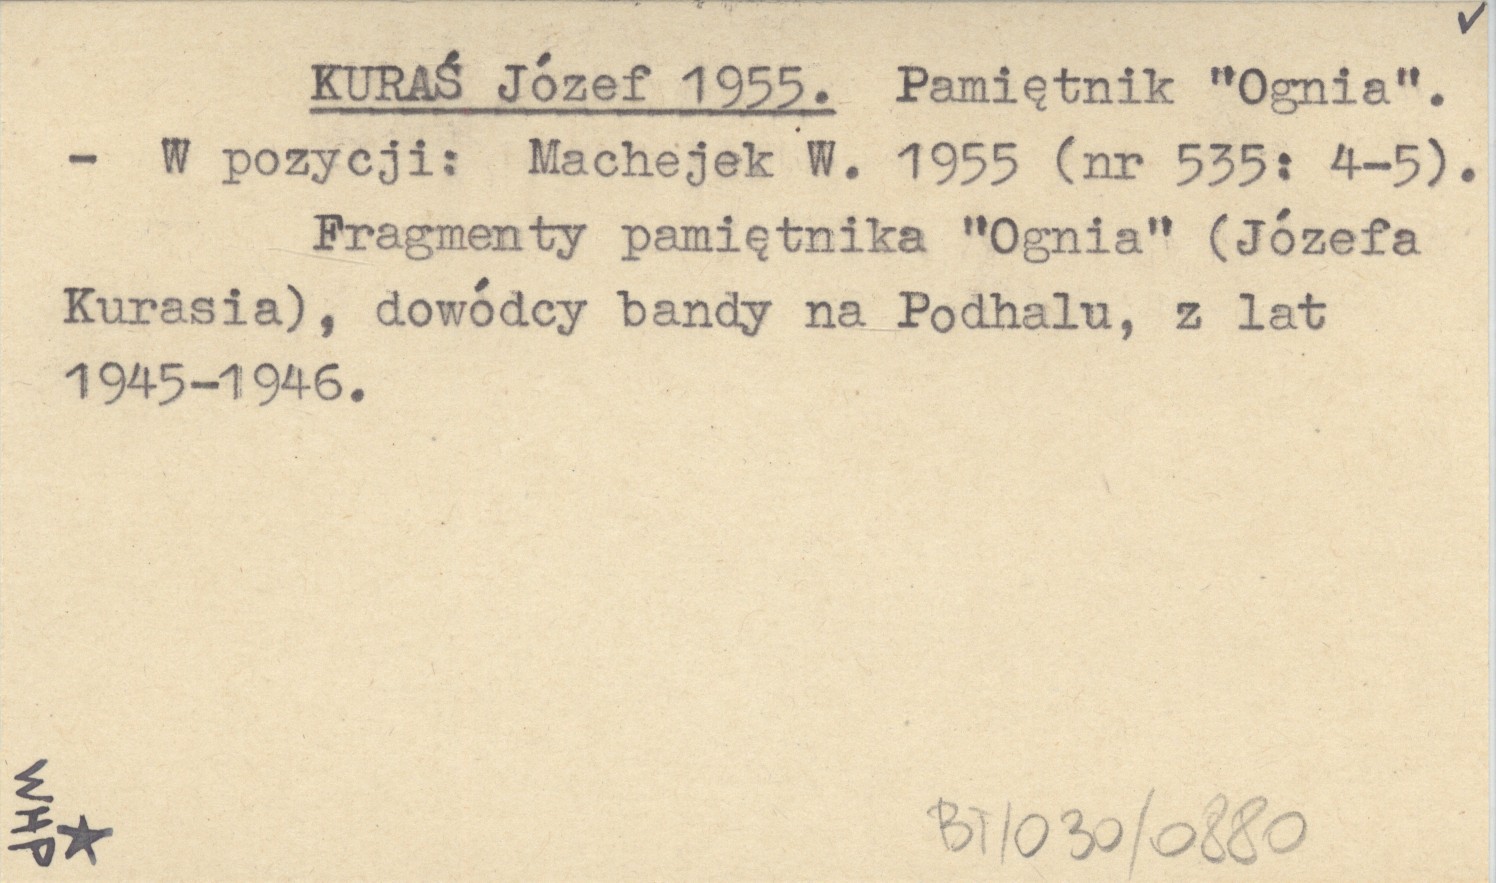 KURAŚ Józef 1955. Pamiętnik "Ognia".
- W pozycji: Machejek W. 1955 (nr 535: 4-5).
Fragmenty pamiętnika "Ognia" (Józefa
Kurasia), dowódcy bandy na Podhalu, z lat
1945-1946.
WHP
BT/030/0880